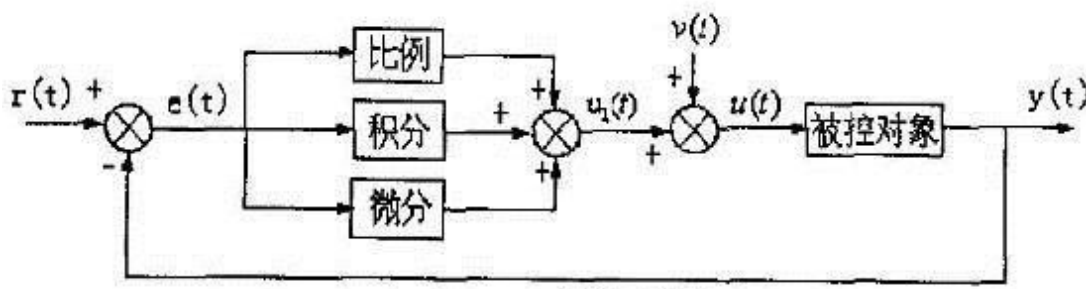 比例
v(t)
r(t) + e(t) 积分 + + u₁(t) + + u(t) 被控对象 y(t)
-
微分 +